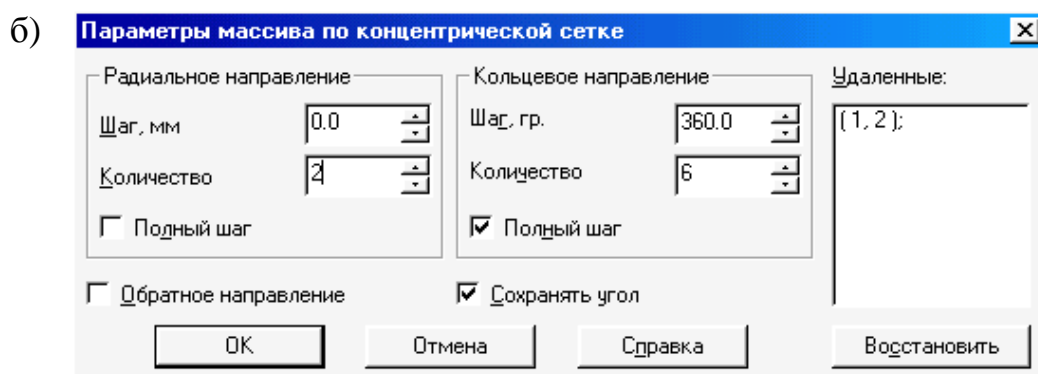 б)
Параметры массива по концентрической сетке
Радиальное направление
Шаг, мм 0.0
Количество 2
Полный шаг
Обратное направление
Кольцевое направление
Шаг, гр. 360.0
Количество 6
Полный шаг
Сохранять угол
Удаленные:
( 1, 2 );
OK Отмена Справка Восстановить